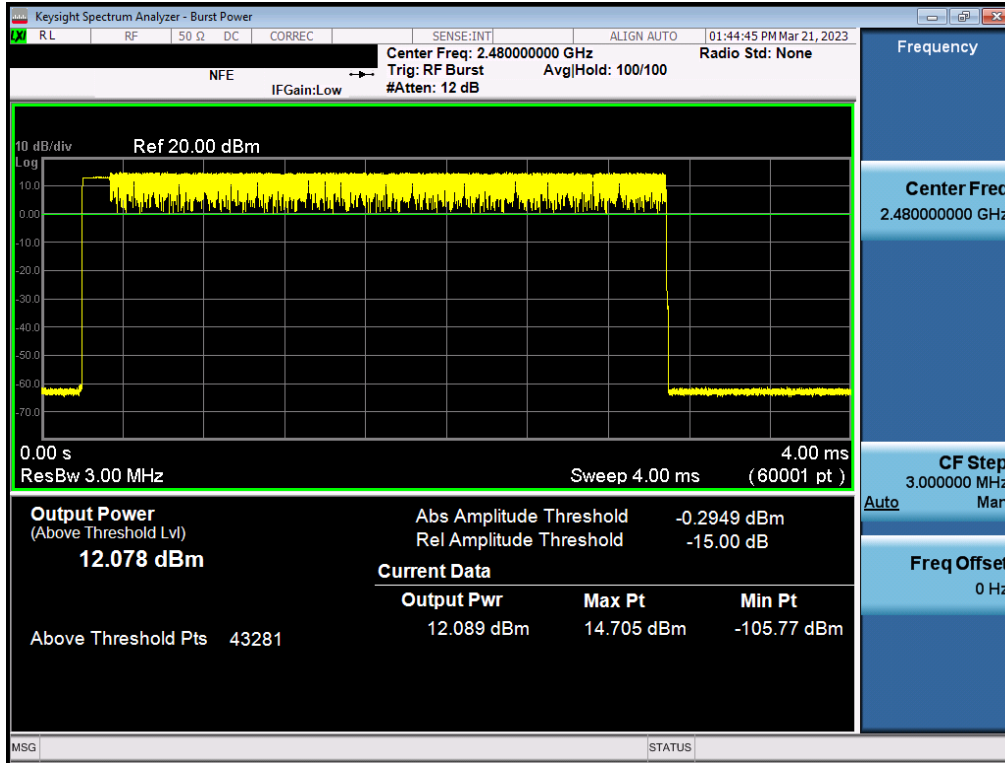 Keysight Spectrum Analyzer - Burst Power
LXI RL RF 50 Ω DC CORREC SENSE:INT ALIGN AUTO 01:44:45 PM Mar 21, 2023
Center Freq: 2.480000000 GHz Radio Std: None
NFE Trig: RF Burst Avg|Hold: 100/100
IFGain:Low #Atten: 12 dB
Frequency
10 dB/div Ref 20.00 dBm
Log
10.0
0.00
-10.0
-20.0
-30.0
-40.0
-50.0
-60.0
-70.0
0.00 s 4.00 ms
ResBw 3.00 MHz Sweep 4.00 ms (60001 pt)
Output Power
(Above Threshold Lvl)
12.078 dBm
Above Threshold Pts 43281
Abs Amplitude Threshold -0.2949 dBm
Rel Amplitude Threshold -15.00 dB
Current Data
Output Pwr Max Pt Min Pt
12.089 dBm 14.705 dBm -105.77 dBm
Center Freq
2.480000000 GHz
CF Step
3.000000 MHz
Auto Man
Freq Offset
0 Hz
MSG STATUS